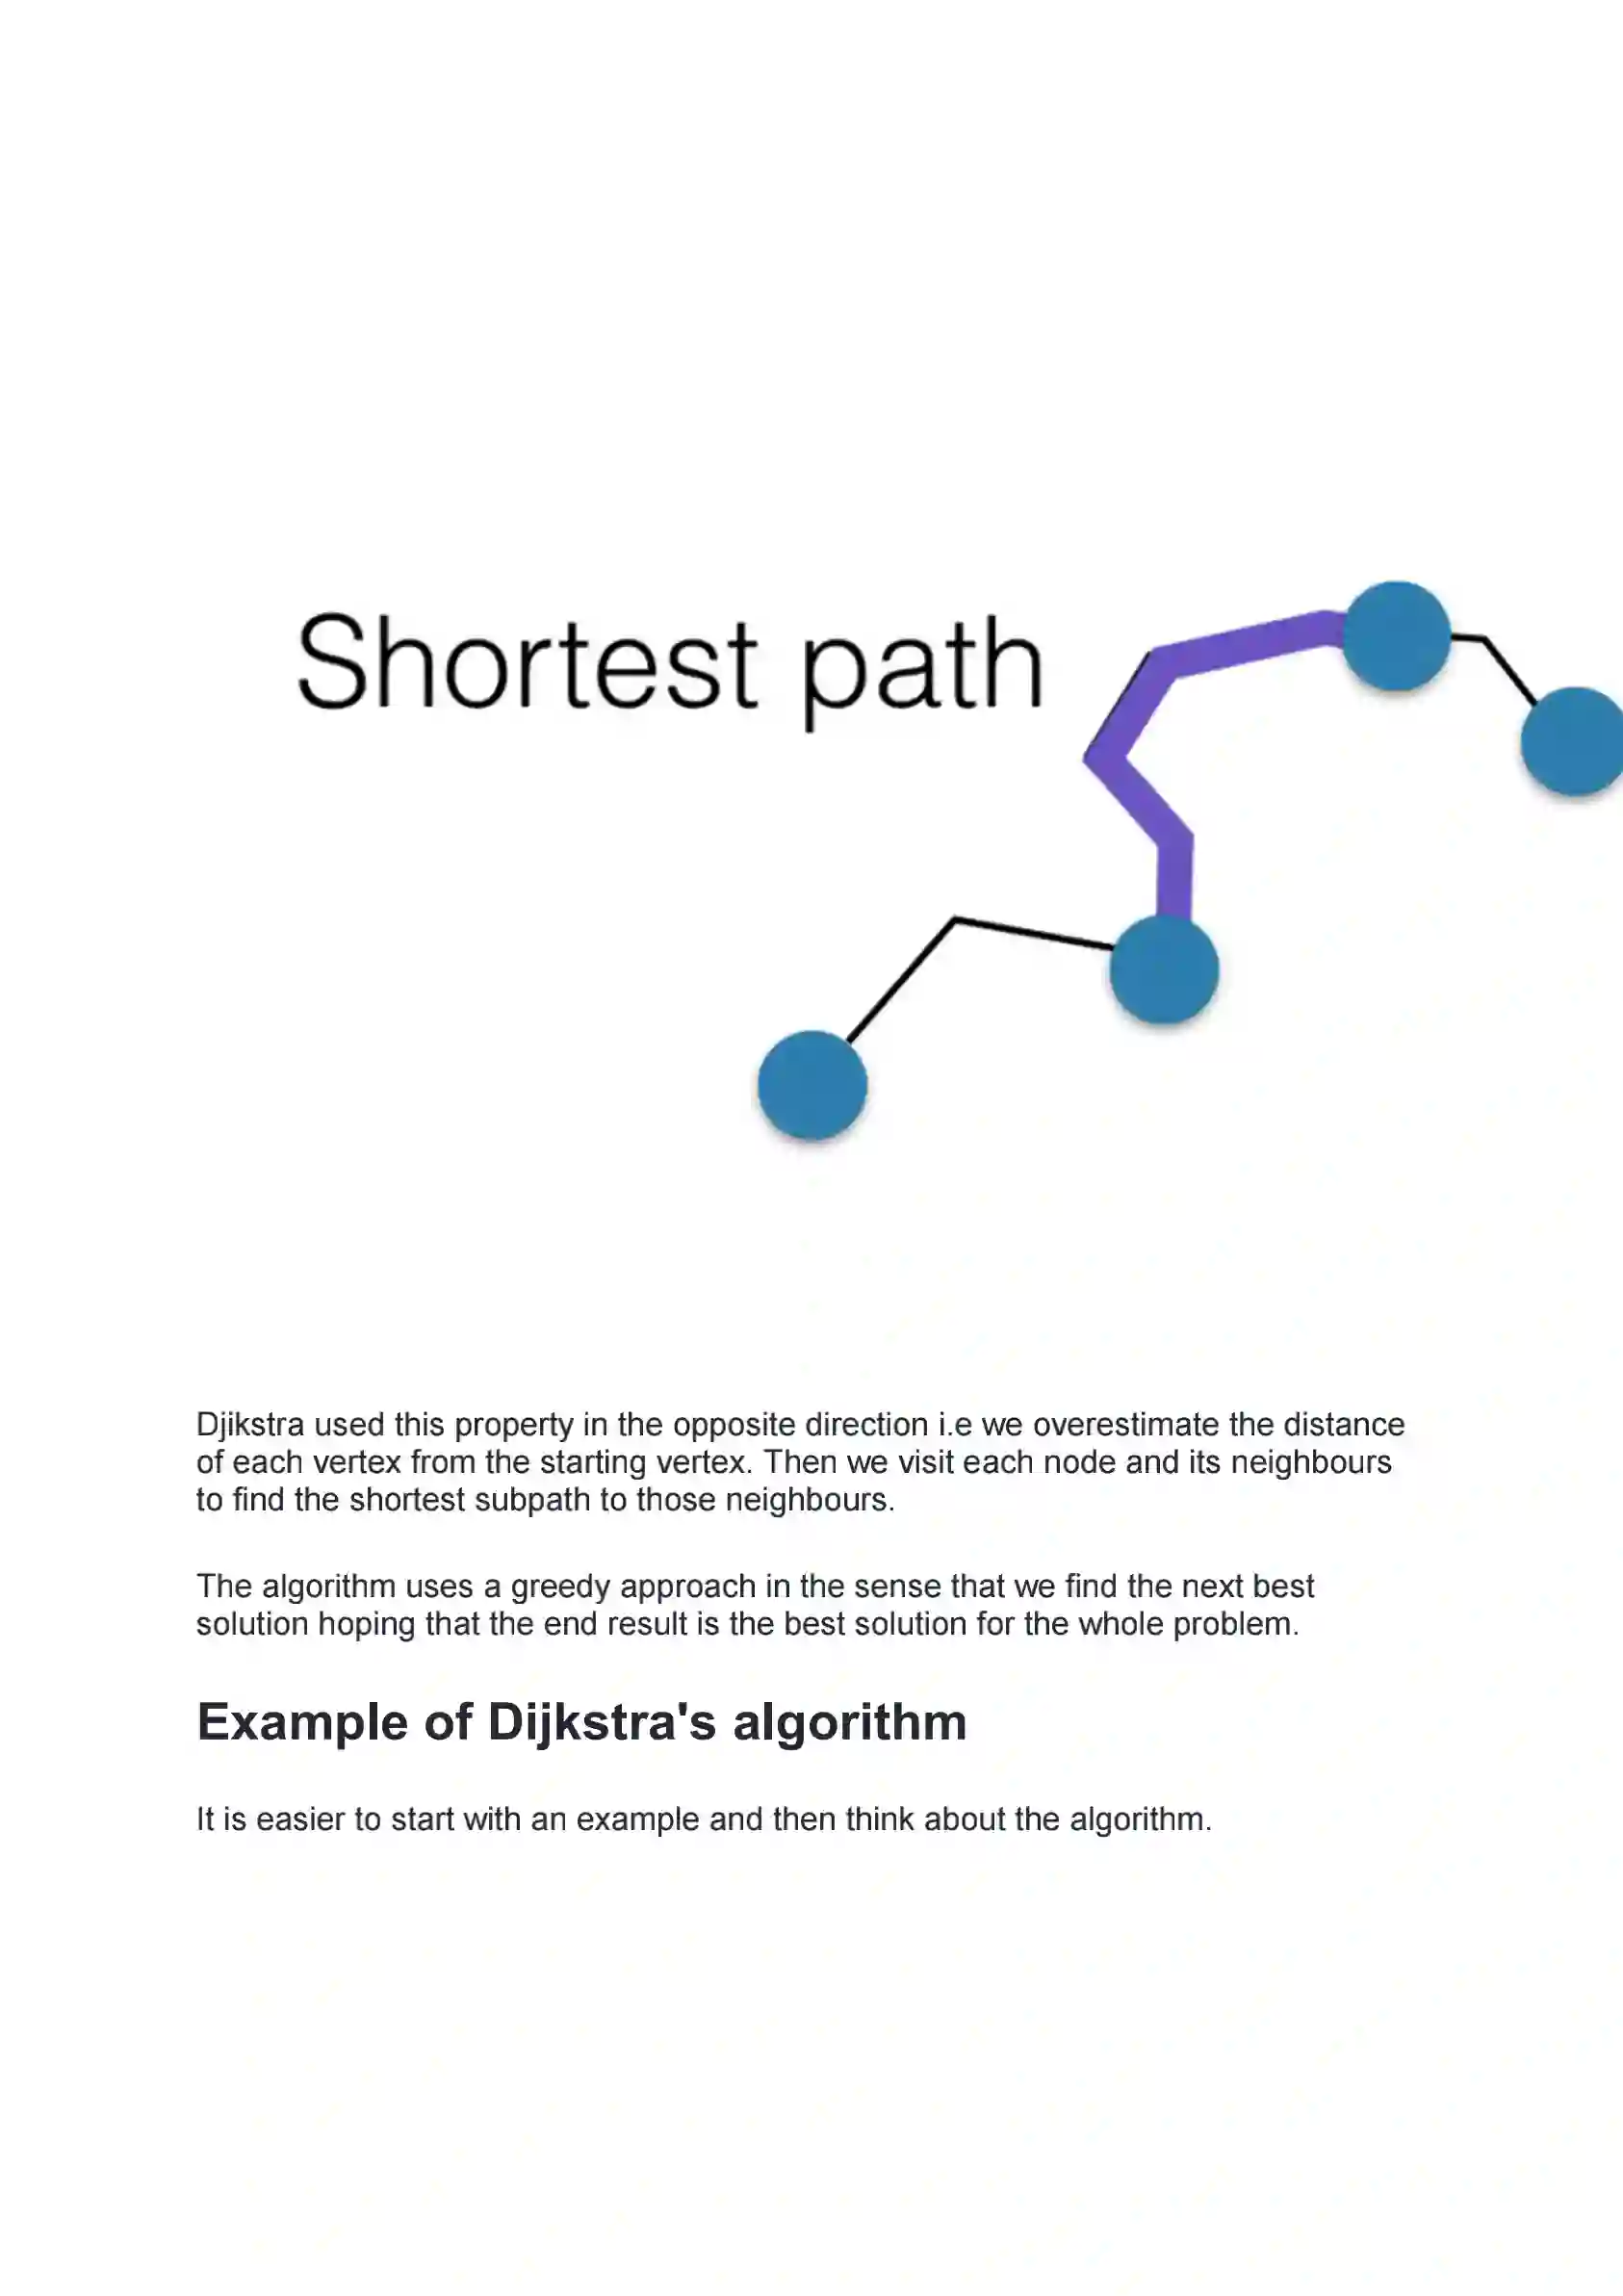 Shortest path
Djikstra used this property in the opposite direction i.e we overestimate the distance
of each vertex from the starting vertex. Then we visit each node and its neighbours
to find the shortest subpath to those neighbours.
The algorithm uses a greedy approach in the sense that we find the next best
solution hoping that the end result is the best solution for the whole problem.
Example of Dijkstra's algorithm
It is easier to start with an example and then think about the algorithm.